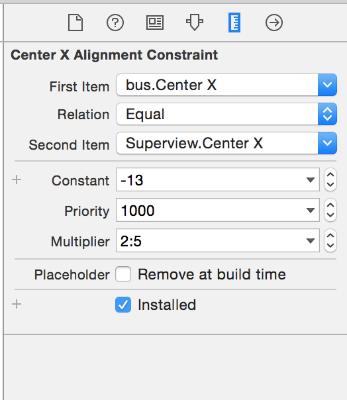 Center X Alignment Constraint
First Item bus.Center X
Relation Equal
Second Item Superview.Center X
Constant -13
Priority 1000
Multiplier 2:5
Placeholder Remove at build time
Installed